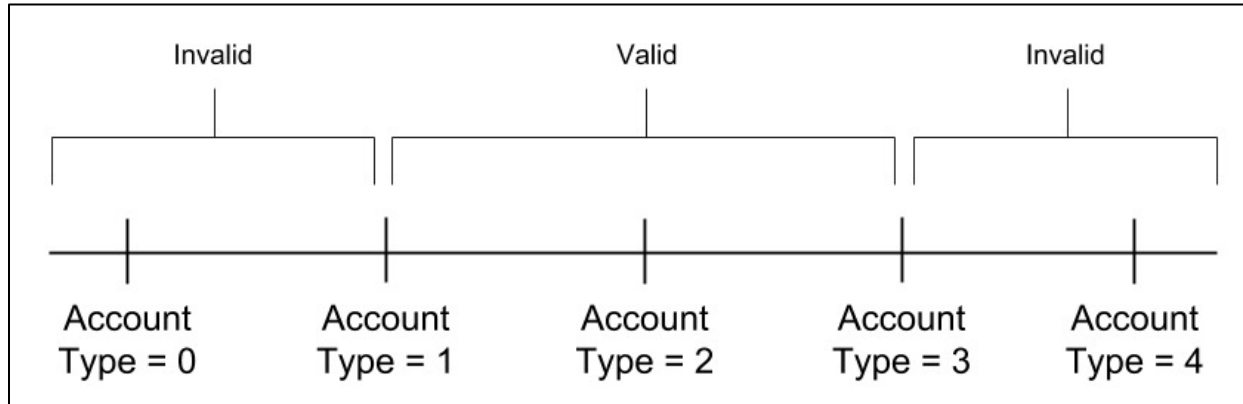 Invalid
Valid
Invalid
Account
Type = 0
Account
Type = 1
Account
Type = 2
Account
Type = 3
Account
Type = 4